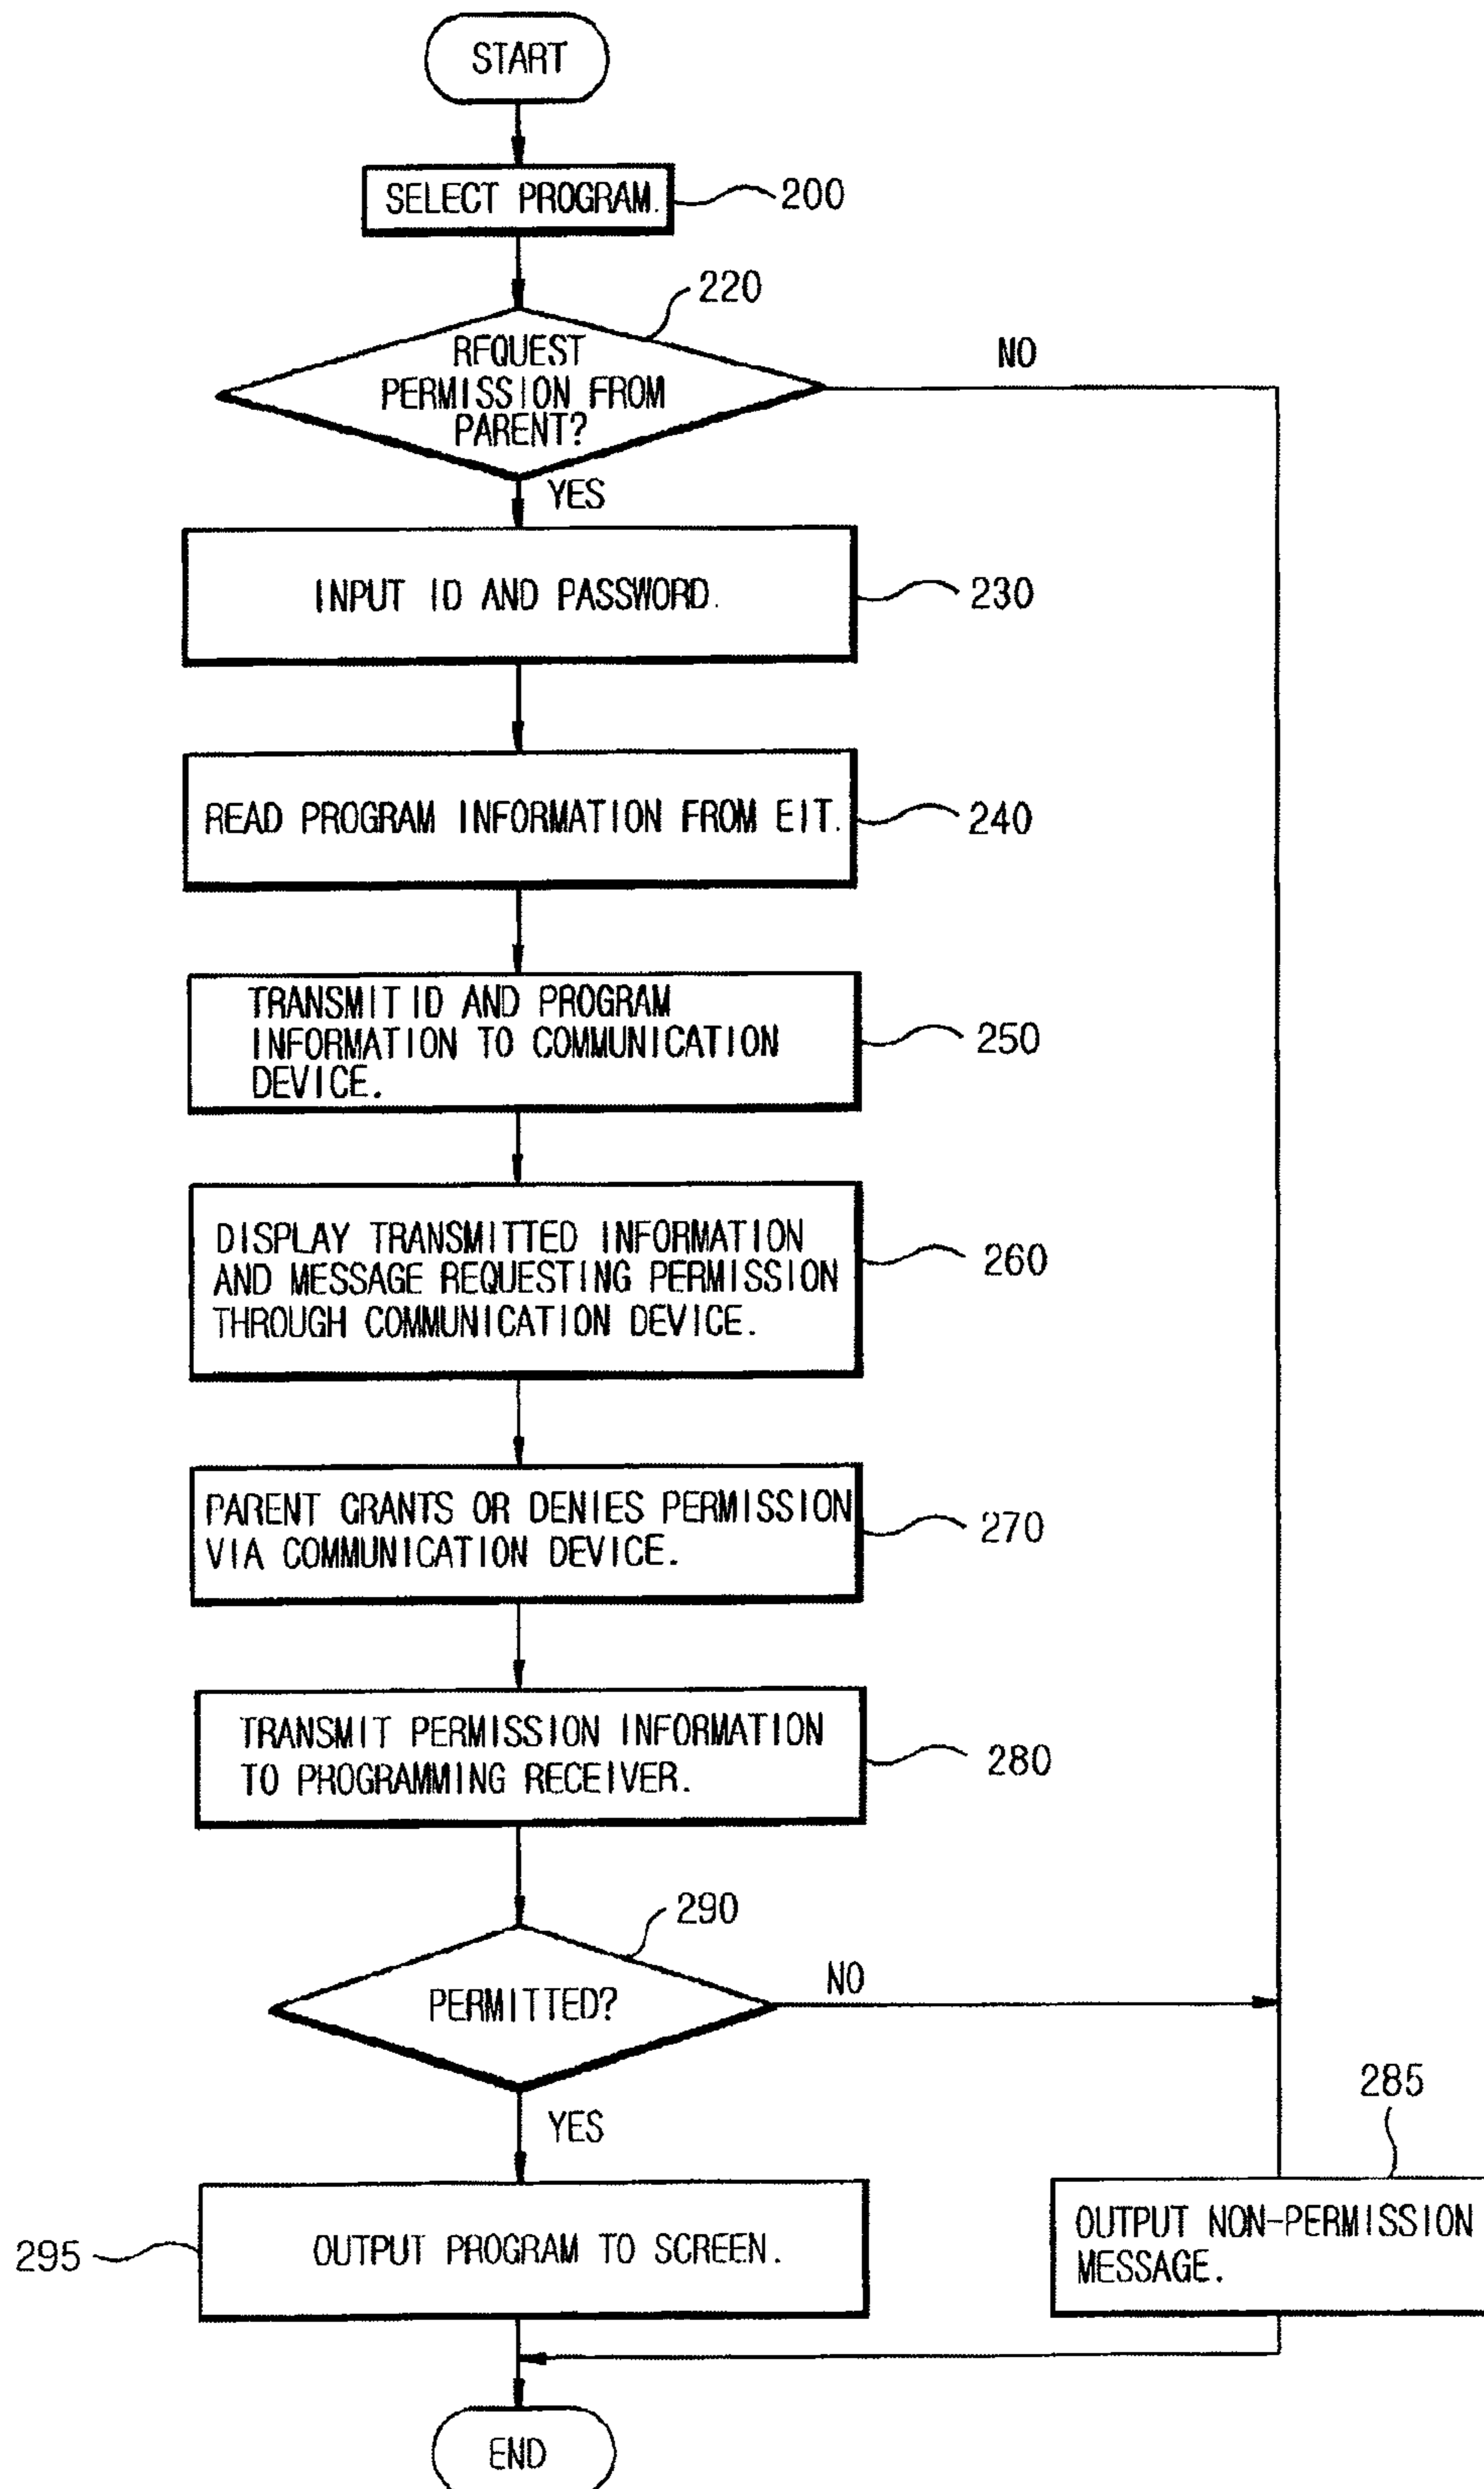 START
SELECT PROGRAM.
200
220
REQUEST
PERMISSION FROM
PARENT?
NO
YES
INPUT ID AND PASSWORD.
230
READ PROGRAM INFORMATION FROM EIT.
240
TRANSMIT ID AND PROGRAM
INFORMATION TO COMMUNICATION
DEVICE.
250
DISPLAY TRANSMITTED INFORMATION
AND MESSAGE REQUESTING PERMISSION
THROUGH COMMUNICATION DEVICE.
260
PARENT GRANTS OR DENIES PERMISSION
VIA COMMUNICATION DEVICE.
270
TRANSMIT PERMISSION INFORMATION
TO PROGRAMMING RECEIVER.
280
290
PERMITTED?
NO
YES
285
295
OUTPUT PROGRAM TO SCREEN.
OUTPUT NON-PERMISSION
MESSAGE.
END